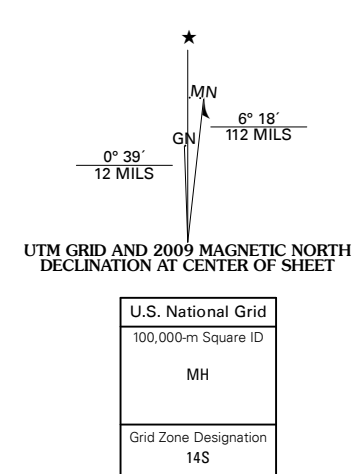 MN
6° 18´
112 MILS
GN
0° 39´
12 MILS
UTM GRID AND 2009 MAGNETIC NORTH
DECLINATION AT CENTER OF SHEET
U.S. National Grid
100,000-m Square ID
MH
Grid Zone Designation
14S